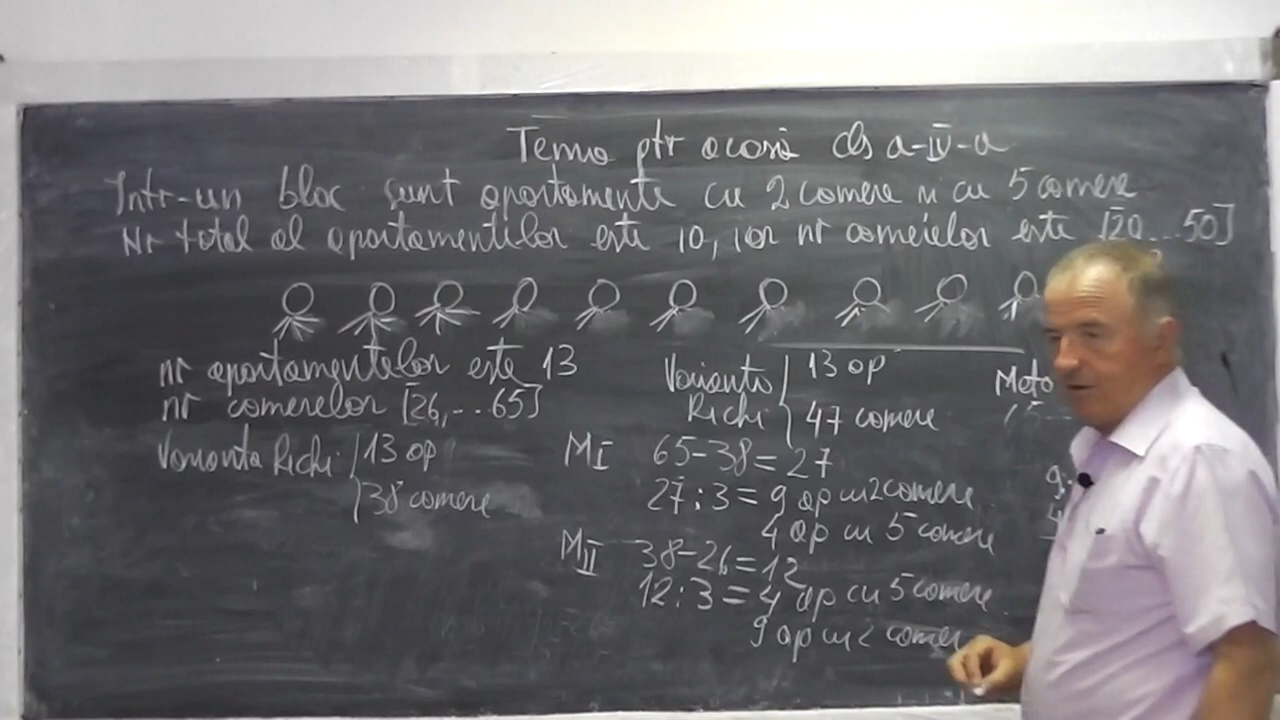 Tema ptr acasă cls a-IV-a
Intr-un bloc sunt apartamente cu 2 camere și cu 5 camere
Nr total al apartamentelor este 10, iar nr camerelor este [20...50]
nr apartamentelor este 13
nr camerelor [26,...65]
Varianta Richi 13 ap
38 camere
Varianta 13 ap
Richi 47 camere
MI 65-38=27
27:3=9 ap cu 2 camere
4 ap cu 5 camere
MII 38-26=12
12:3=4 ap cu 5 camere
9 ap cu 2 camer
Meto